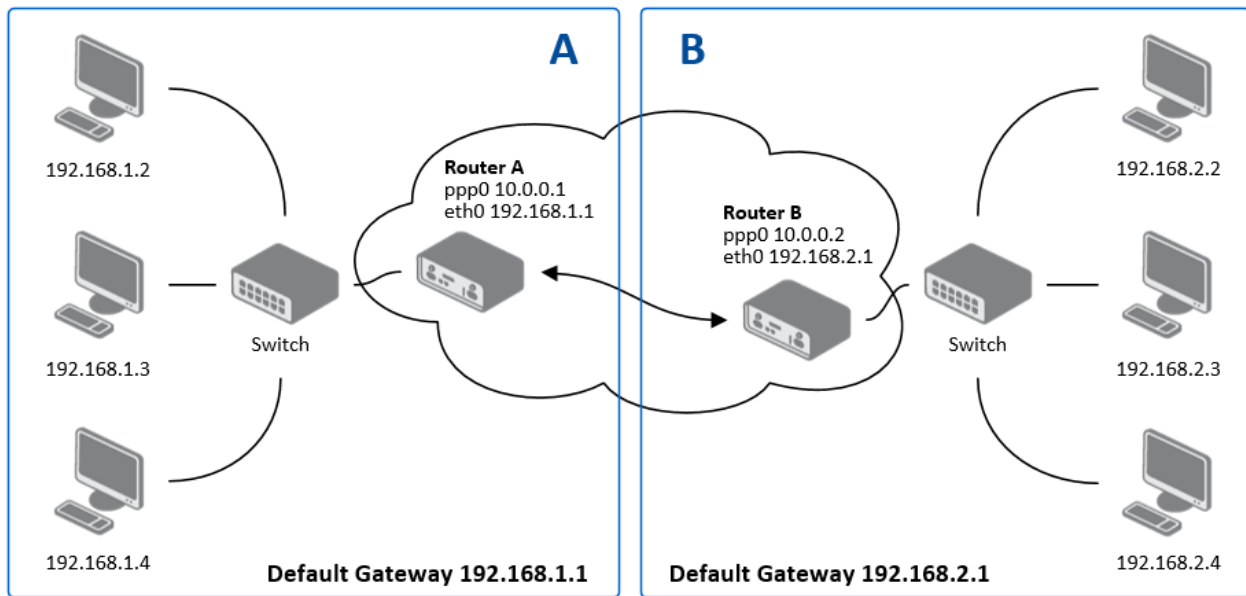 A
192.168.1.2
192.168.1.3
192.168.1.4
Switch
Router A
ppp0 10.0.0.1
eth0 192.168.1.1
Default Gateway 192.168.1.1
B
Router B
ppp0 10.0.0.2
eth0 192.168.2.1
Switch
192.168.2.2
192.168.2.3
192.168.2.4
Default Gateway 192.168.2.1